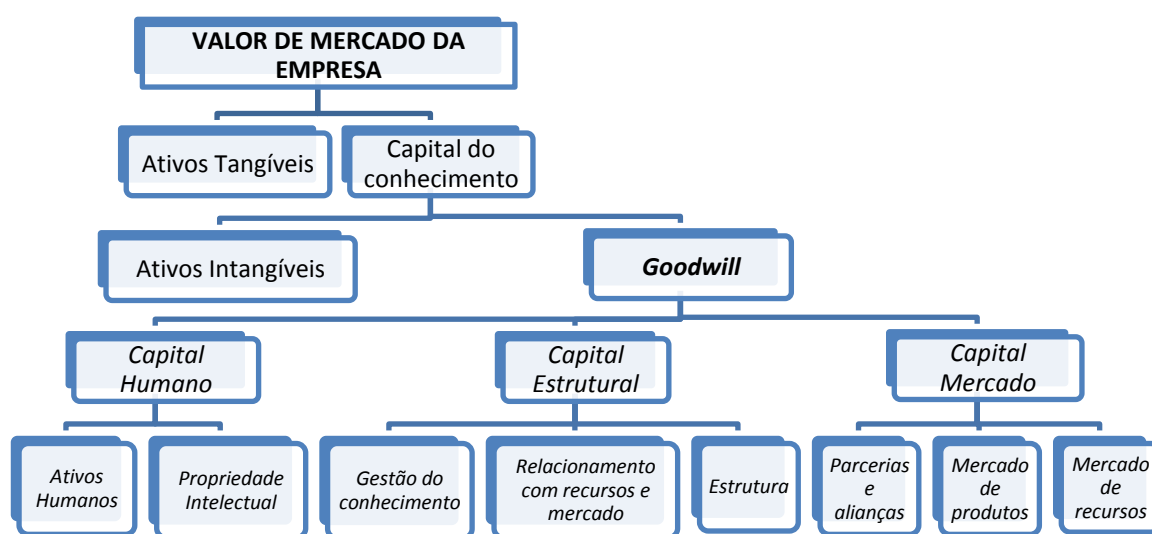 VALOR DE MERCADO DA
EMPRESA
Ativos Tangíveis
Capital do
conhecimento
Ativos Intangíveis
Goodwill
Capital
Humano
Capital
Estrutural
Capital
Mercado
Ativos
Humanos
Propriedade
Intelectual
Gestão do
conhecimento
Relacionamento
com recursos e
mercado
Estrutura
Parcerias
e
alianças
Mercado
de
produtos
Mercado
de
recursos